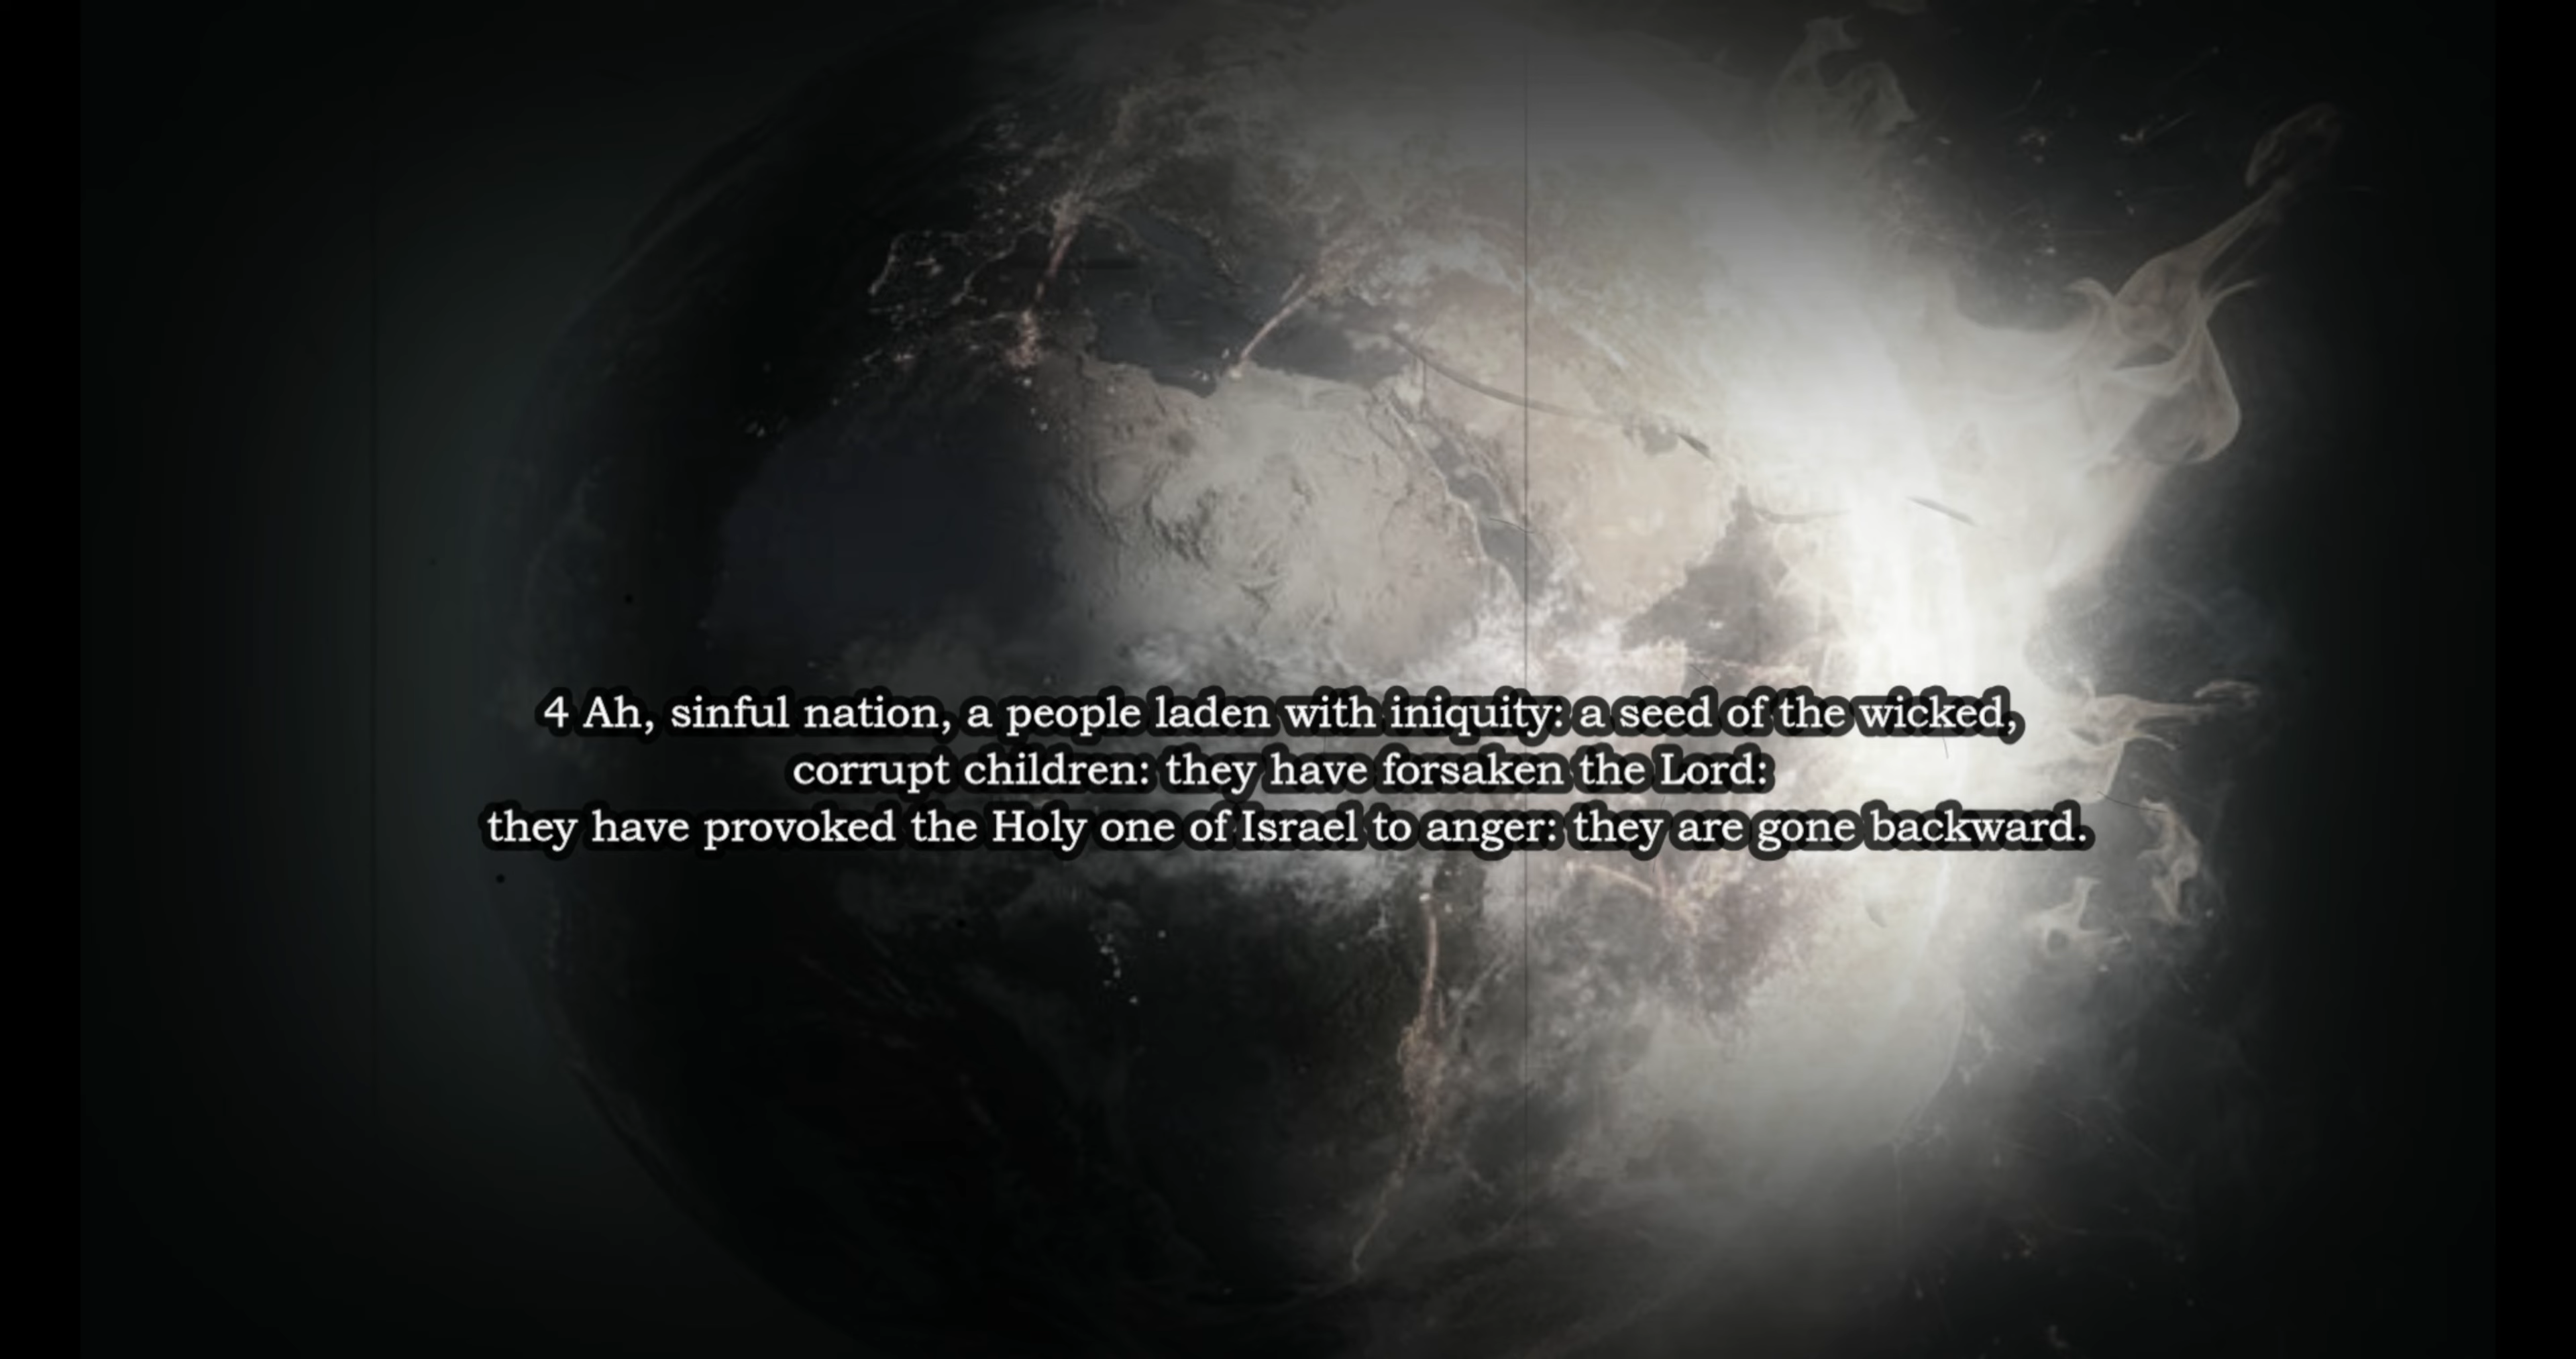 4 Ah, sinful nation, a people laden with iniquity: a seed of the wicked,
corrupt children: they have forsaken the Lord:
they have provoked the Holy one of Israel to anger: they are gone backward.